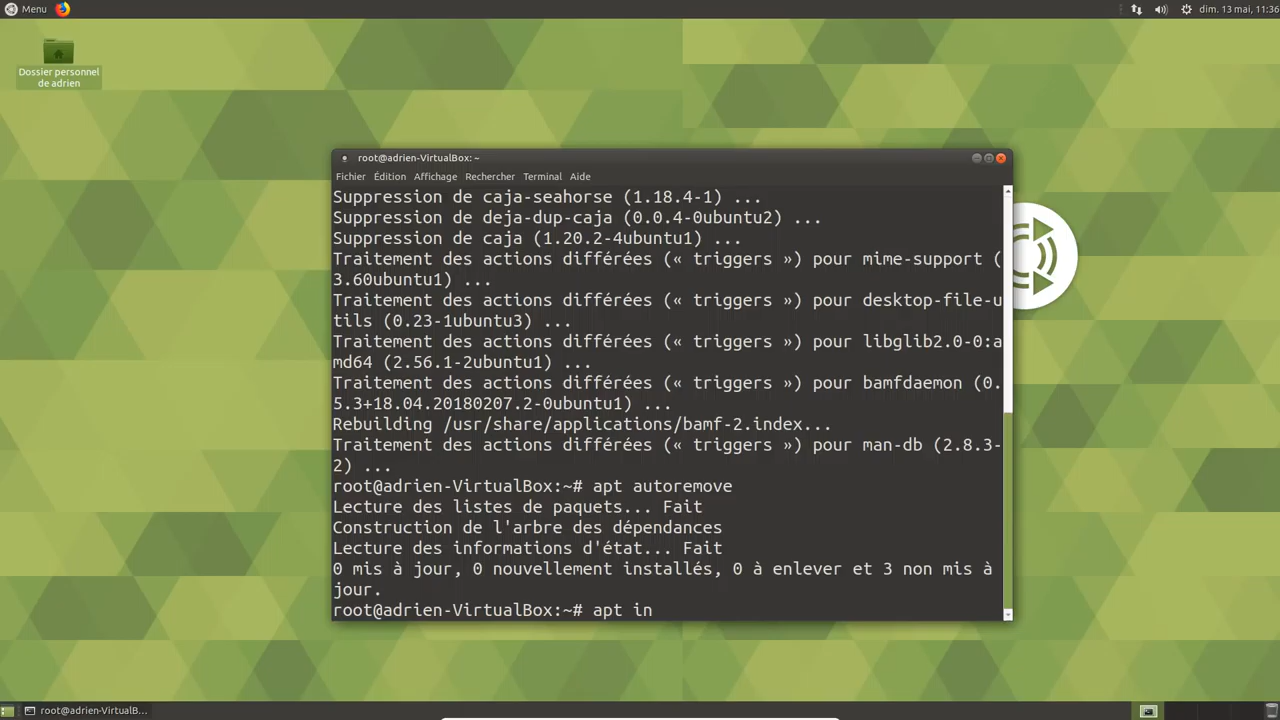 Menu
dim. 13 mai, 11:36
Dossier personnel
de adrien
root@adrien-VirtualBox: ~
Fichier Édition Affichage Rechercher Terminal Aide
Suppression de caja-seahorse (1.18.4-1) ...
Suppression de deja-dup-caja (0.0.4-0ubuntu2) ...
Suppression de caja (1.20.2-4ubuntu1) ...
Traitement des actions différées (« triggers ») pour mime-support (
3.60ubuntu1) ...
Traitement des actions différées (« triggers ») pour desktop-file-u
tils (0.23-1ubuntu3) ...
Traitement des actions différées (« triggers ») pour libglib2.0-0:a
md64 (2.56.1-2ubuntu1) ...
Traitement des actions différées (« triggers ») pour bamfdaemon (0.
5.3+18.04.20180207.2-0ubuntu1) ...
Rebuilding /usr/share/applications/bamf-2.index...
Traitement des actions différées (« triggers ») pour man-db (2.8.3-
2) ...
root@adrien-VirtualBox:~# apt autoremove
Lecture des listes de paquets... Fait
Construction de l'arbre des dépendances
Lecture des informations d'état... Fait
0 mis à jour, 0 nouvellement installés, 0 à enlever et 3 non mis à
jour.
root@adrien-VirtualBox:~# apt in
root@adrien-VirtualB...